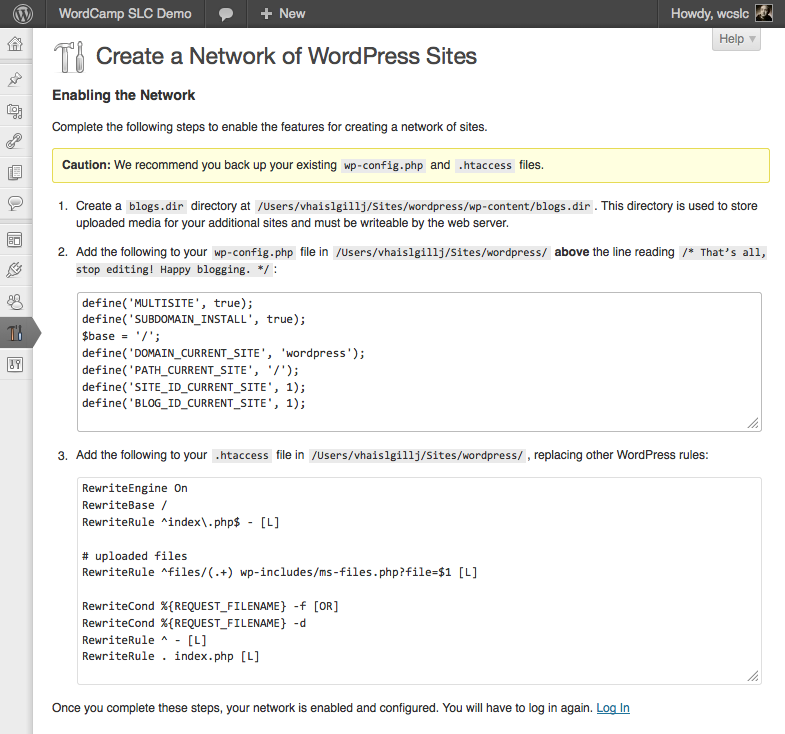 WordCamp SLC Demo
New
Howdy, wcslc
Help
Create a Network of WordPress Sites
Enabling the Network
Complete the following steps to enable the features for creating a network of sites.
Caution: We recommend you back up your existing wp-config.php and .htaccess files.
1. Create a blogs.dir directory at /Users/vhaislgillj/Sites/wordpress/wp-content/blogs.dir . This directory is used to store
uploaded media for your additional sites and must be writeable by the web server.
2. Add the following to your wp-config.php file in /Users/vhaislgillj/Sites/wordpress/ above the line reading /* That's all,
stop editing! Happy blogging. */ :
define('MULTISITE', true);
define('SUBDOMAIN_INSTALL', true);
$base = '/';
define('DOMAIN_CURRENT_SITE', 'wordpress');
define('PATH_CURRENT_SITE', '/');
define('SITE_ID_CURRENT_SITE', 1);
define('BLOG_ID_CURRENT_SITE', 1);
3. Add the following to your .htaccess file in /Users/vhaislgillj/Sites/wordpress/ , replacing other WordPress rules:
RewriteEngine On
RewriteBase /
RewriteRule ^index\.php$ - [L]
# uploaded files
RewriteRule ^files/(.+) wp-includes/ms-files.php?file=$1 [L]
RewriteCond %{REQUEST_FILENAME} -f [OR]
RewriteCond %{REQUEST_FILENAME} -d
RewriteRule ^ - [L]
RewriteRule . index.php [L]
Once you complete these steps, your network is enabled and configured. You will have to log in again. Log In